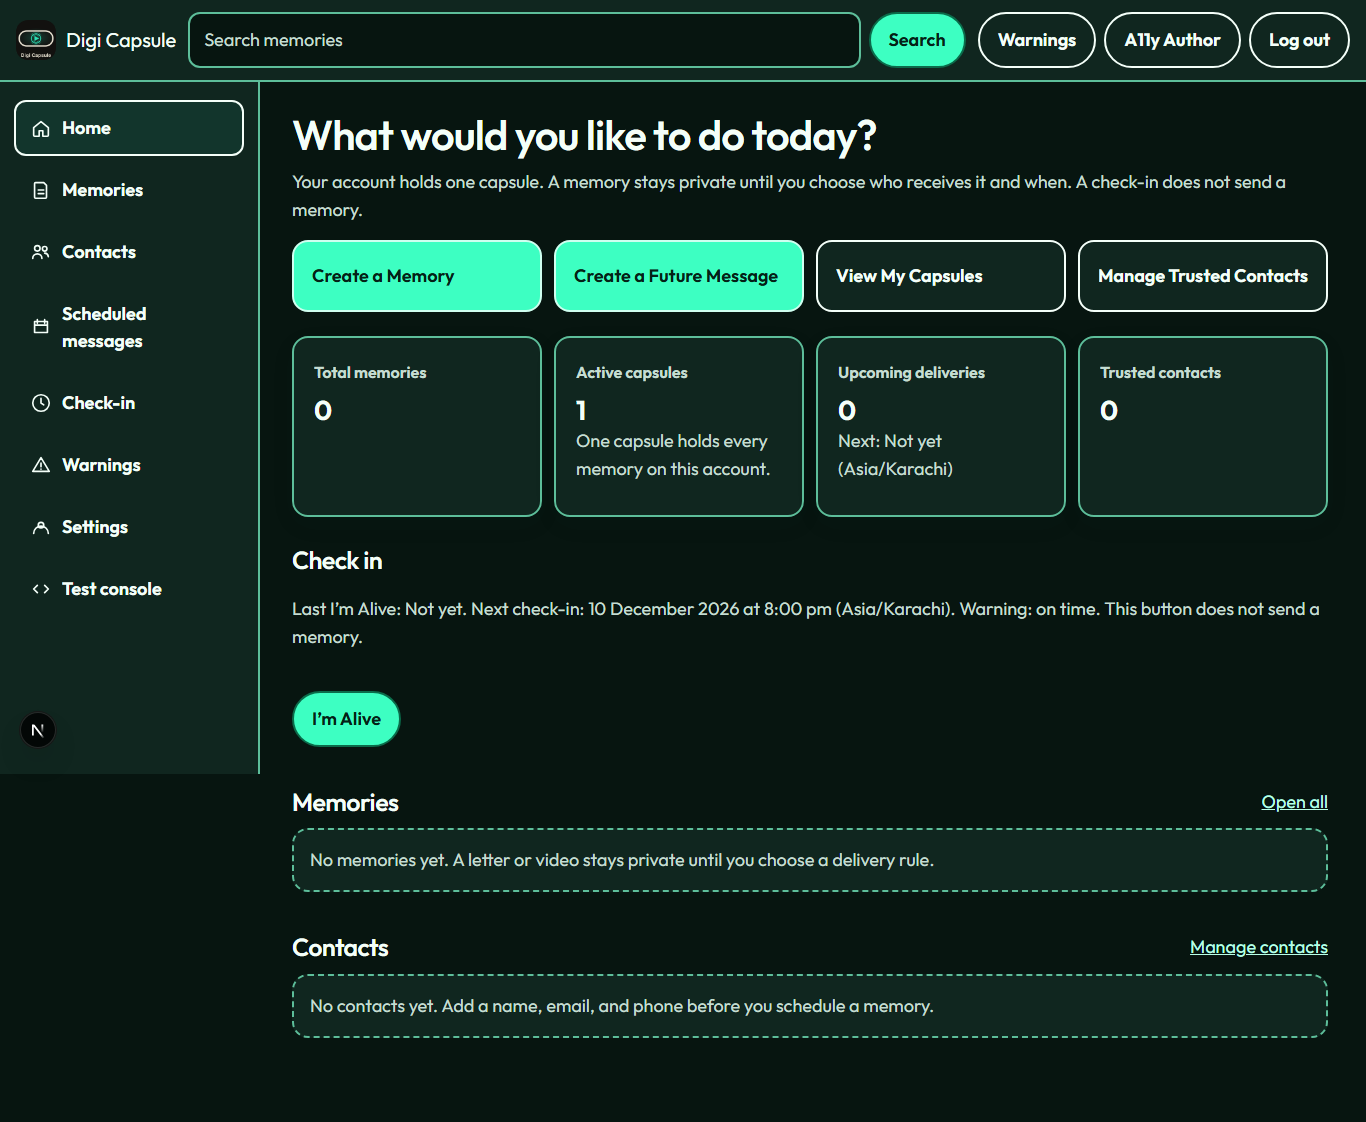 Digi Capsule
Digi Capsule
Search memories
Search
Warnings
A11y Author
Log out
Home
Memories
Contacts
Scheduled
messages
Check-in
Warnings
Settings
Test console
N
What would you like to do today?
Your account holds one capsule. A memory stays private until you choose who receives it and when. A check-in does not send a
memory.
Create a Memory
Create a Future Message
View My Capsules
Manage Trusted Contacts
Total memories
0
Active capsules
1
One capsule holds every
memory on this account.
Upcoming deliveries
0
Next: Not yet
(Asia/Karachi)
Trusted contacts
0
Check in
Last I’m Alive: Not yet. Next check-in: 10 December 2026 at 8:00 pm (Asia/Karachi). Warning: on time. This button does not send a
memory.
I’m Alive
Memories
Open all
No memories yet. A letter or video stays private until you choose a delivery rule.
Contacts
Manage contacts
No contacts yet. Add a name, email, and phone before you schedule a memory.